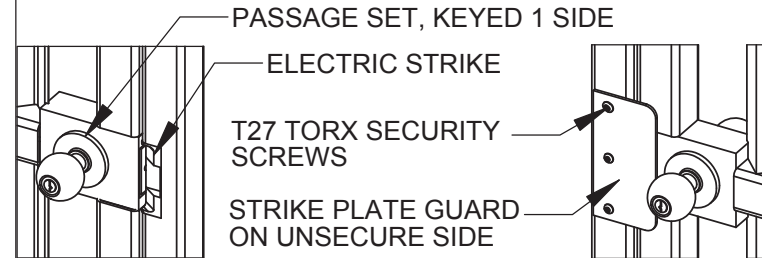 PASSAGE SET, KEYED 1 SIDE
ELECTRIC STRIKE
T27 TORX SECURITY
SCREWS
STRIKE PLATE GUARD
ON UNSECURE SIDE